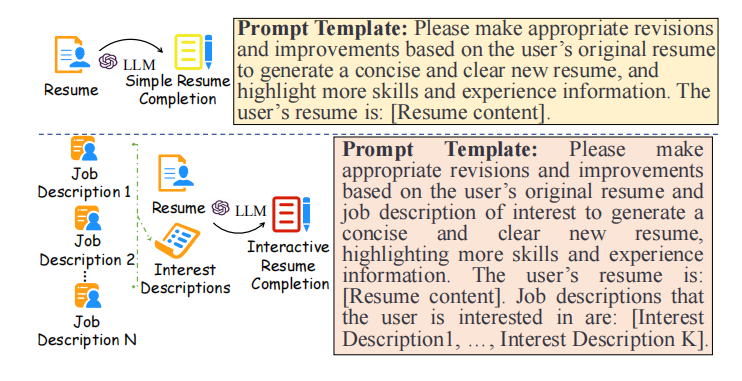 Resume
LLM
Simple Resume
Completion
Prompt Template: Please make appropriate revisions
and improvements based on the user's original resume
to generate a concise and clear new resume, and
highlight more skills and experience information. The
user's resume is: [Resume content].
Job
Description 1
Job
Description 2
Job
Description N
Resume
LLM
Interest
Descriptions
Interactive
Resume
Completion
Prompt Template: Please make
appropriate revisions and improvements
based on the user's original resume and
job description of interest to generate a
concise and clear new resume,
highlighting more skills and experience
information. The user's resume is:
[Resume content]. Job descriptions that
the user is interested in are: [Interest
Description1, …, Interest Description K].